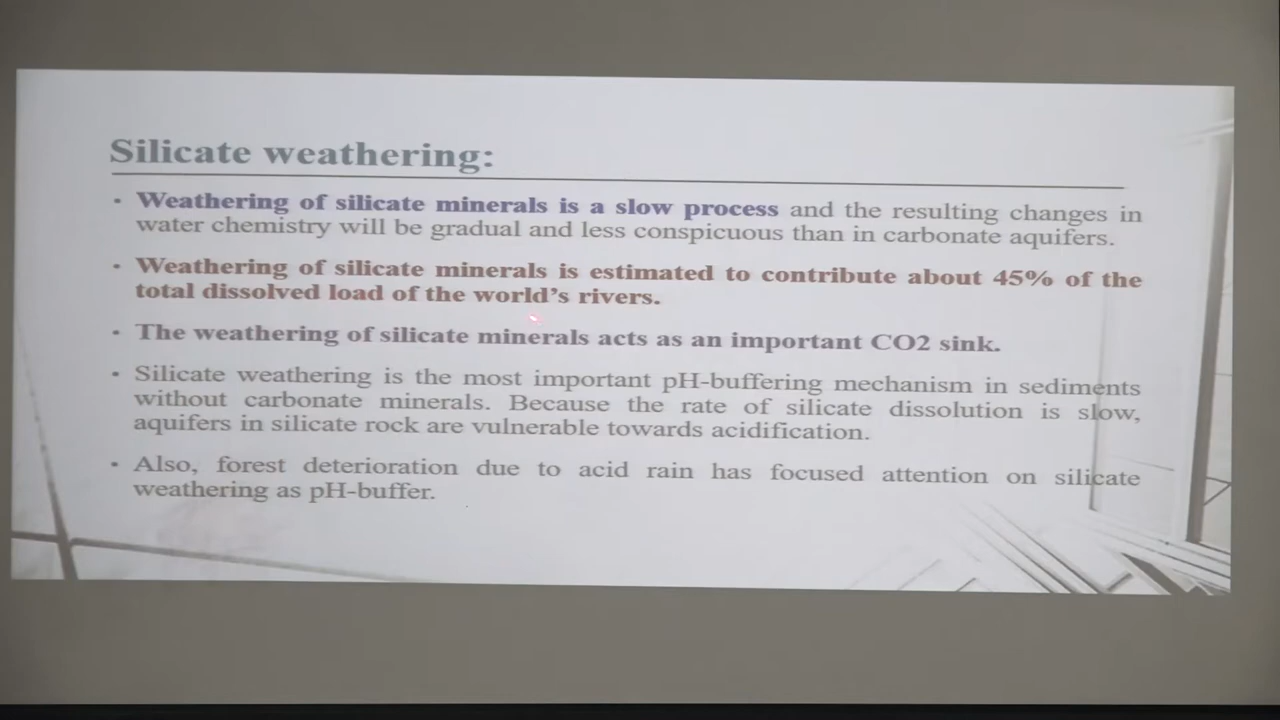 Silicate weathering:
• Weathering of silicate minerals is a slow process and the resulting changes in
water chemistry will be gradual and less conspicuous than in carbonate aquifers.
• Weathering of silicate minerals is estimated to contribute about 45% of the
total dissolved load of the world's rivers.
• The weathering of silicate minerals acts as an important CO2 sink.
• Silicate weathering is the most important pH-buffering mechanism in sediments
without carbonate minerals. Because the rate of silicate dissolution is slow,
aquifers in silicate rock are vulnerable towards acidification.
• Also, forest deterioration due to acid rain has focused attention on silicate
weathering as pH-buffer.